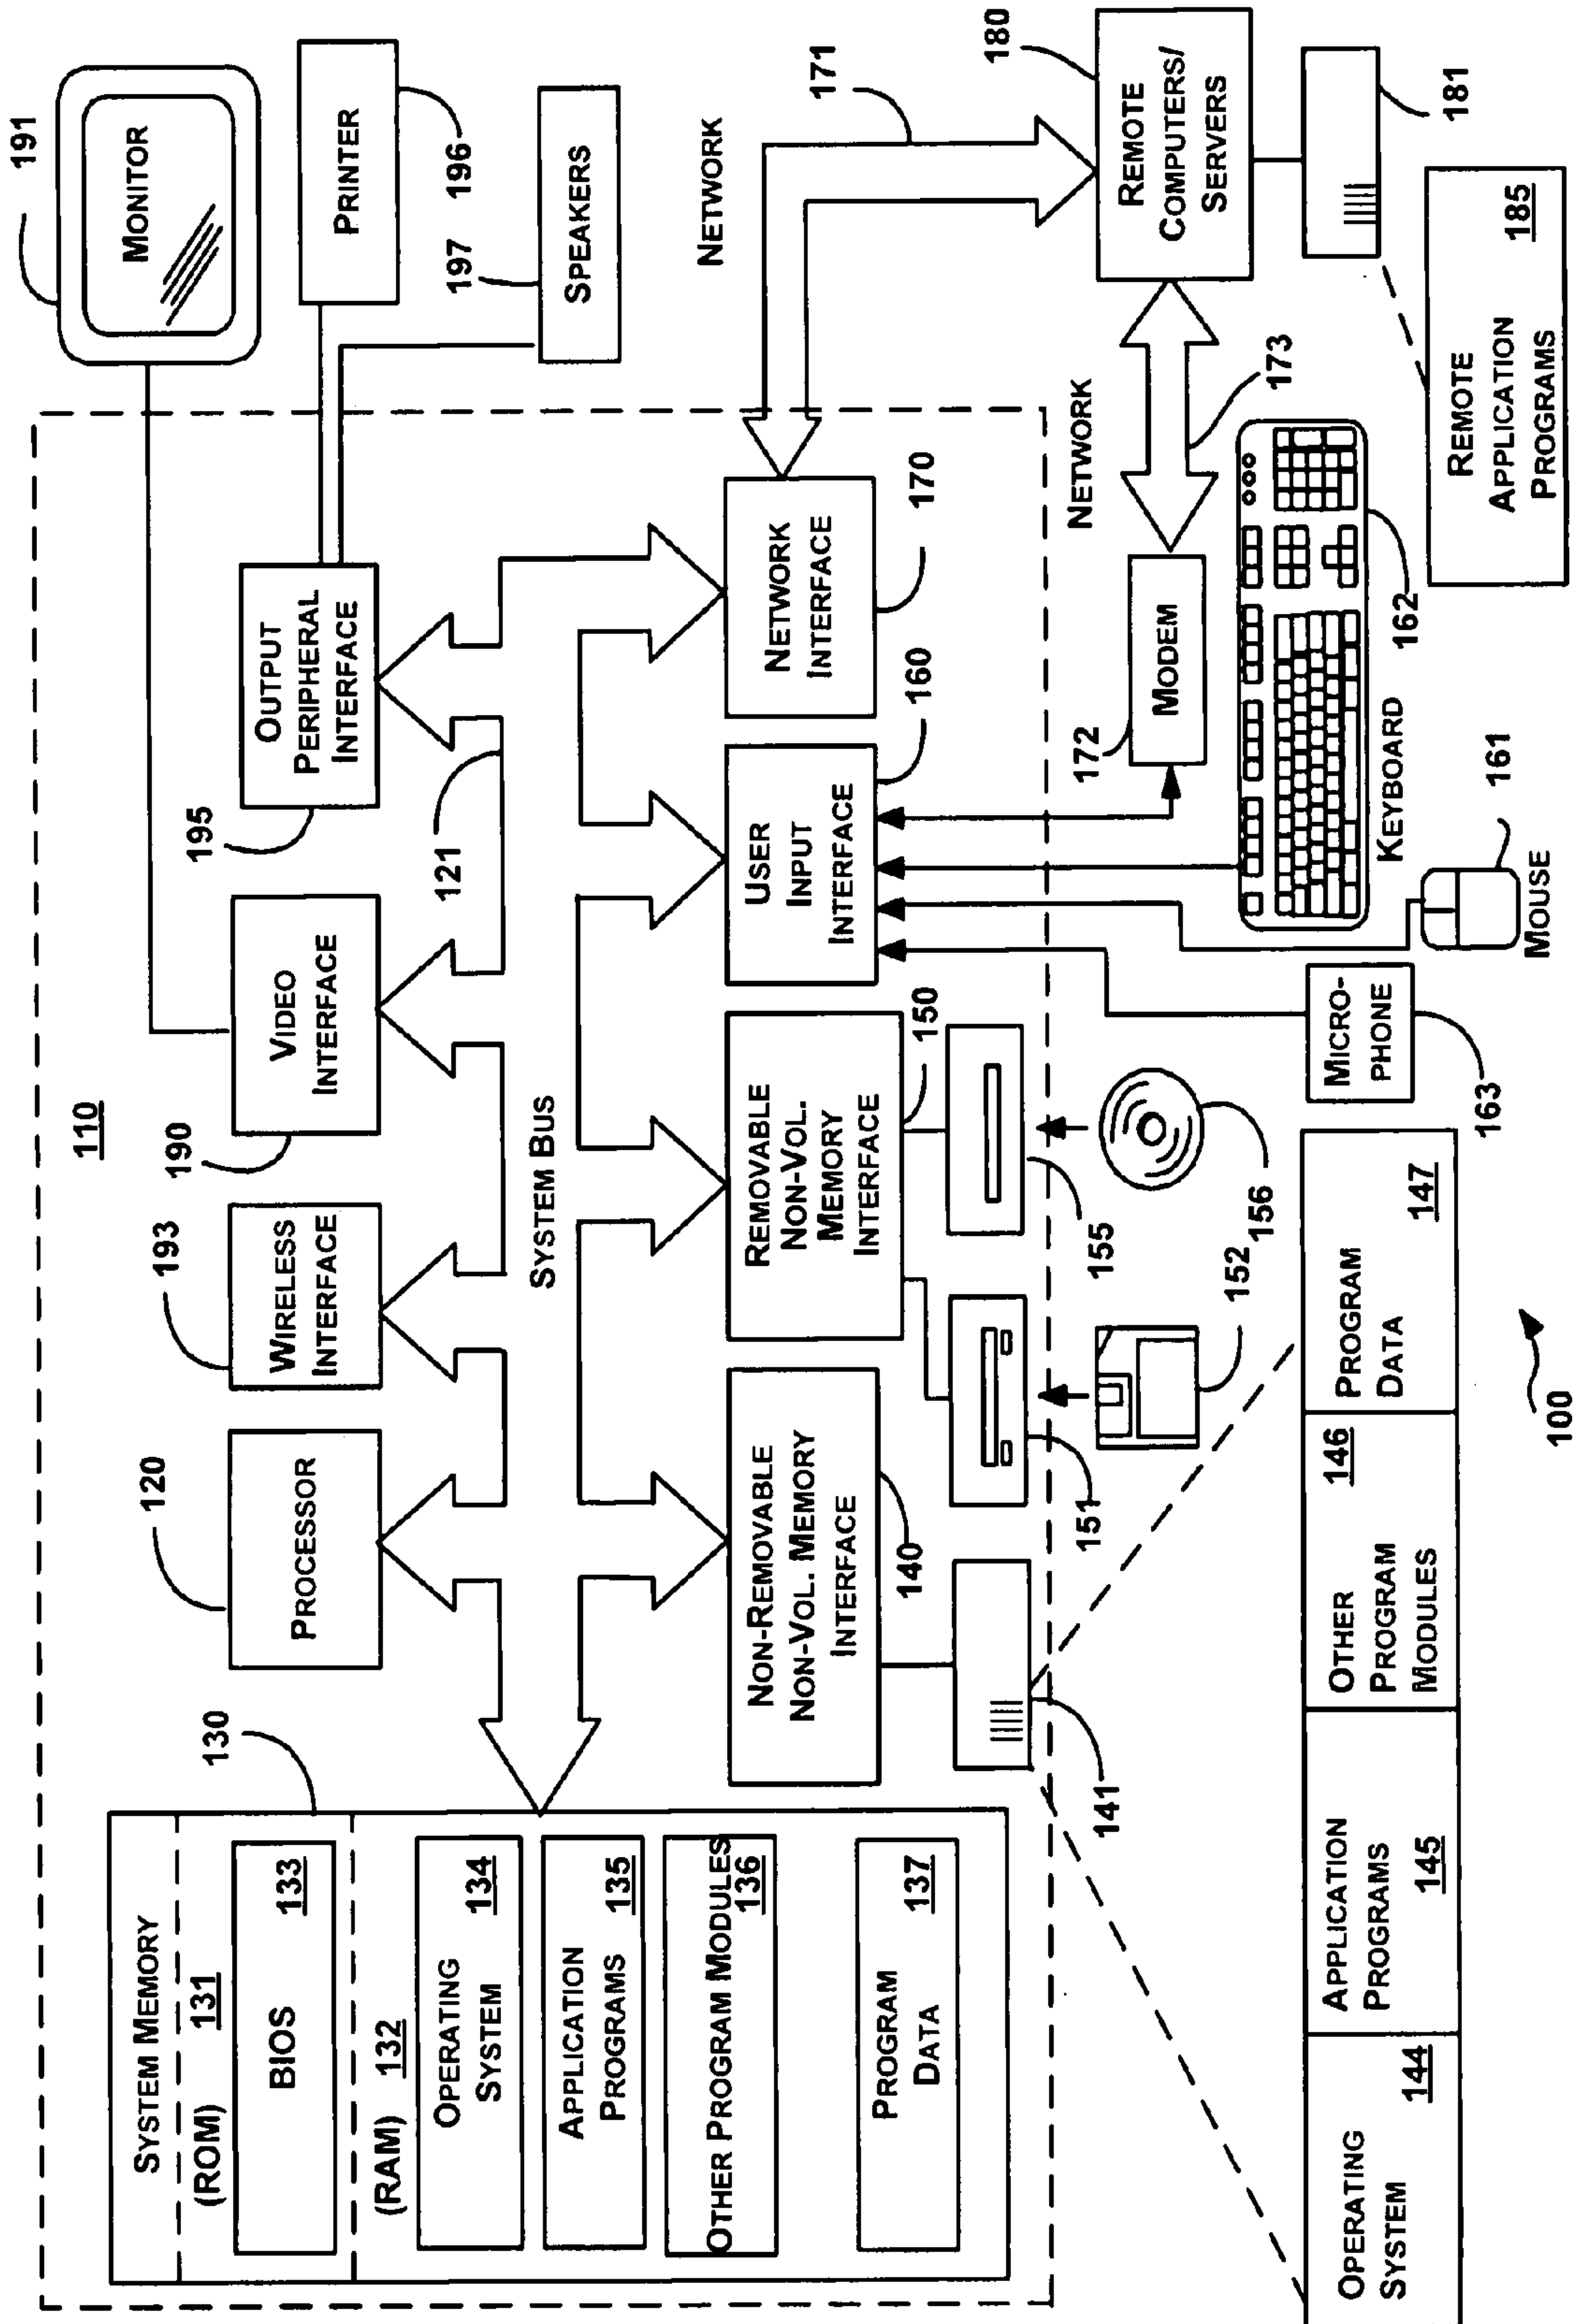 SYSTEM MEMORY
(ROM) 131
BIOS 133
(RAM) 132
OPERATING
SYSTEM
134
APPLICATION
PROGRAMS
135
OTHER PROGRAM MODULES
136
PROGRAM
DATA
137
130
110
120
PROCESSOR
193
WIRELESS
INTERFACE
190
VIDEO
INTERFACE
195
OUTPUT
PERIPHERAL
INTERFACE
191
MONITOR
PRINTER
196
197
SPEAKERS
121
SYSTEM BUS
NON-REMOVABLE
NON-VOL. MEMORY
INTERFACE
140
REMOVABLE
NON-VOL.
MEMORY
INTERFACE
150
USER
INPUT
INTERFACE
160
NETWORK
INTERFACE
170
NETWORK
171
141
151
155
152
156
172
MODEM
NETWORK
173
180
REMOTE
COMPUTERS/
SERVERS
181
162
KEYBOARD
161
MOUSE
MICRO-
PHONE
163
REMOTE
APPLICATION
PROGRAMS
185
OPERATING
SYSTEM
144
APPLICATION
PROGRAMS
145
OTHER
PROGRAM
MODULES
146
PROGRAM
DATA
147
100